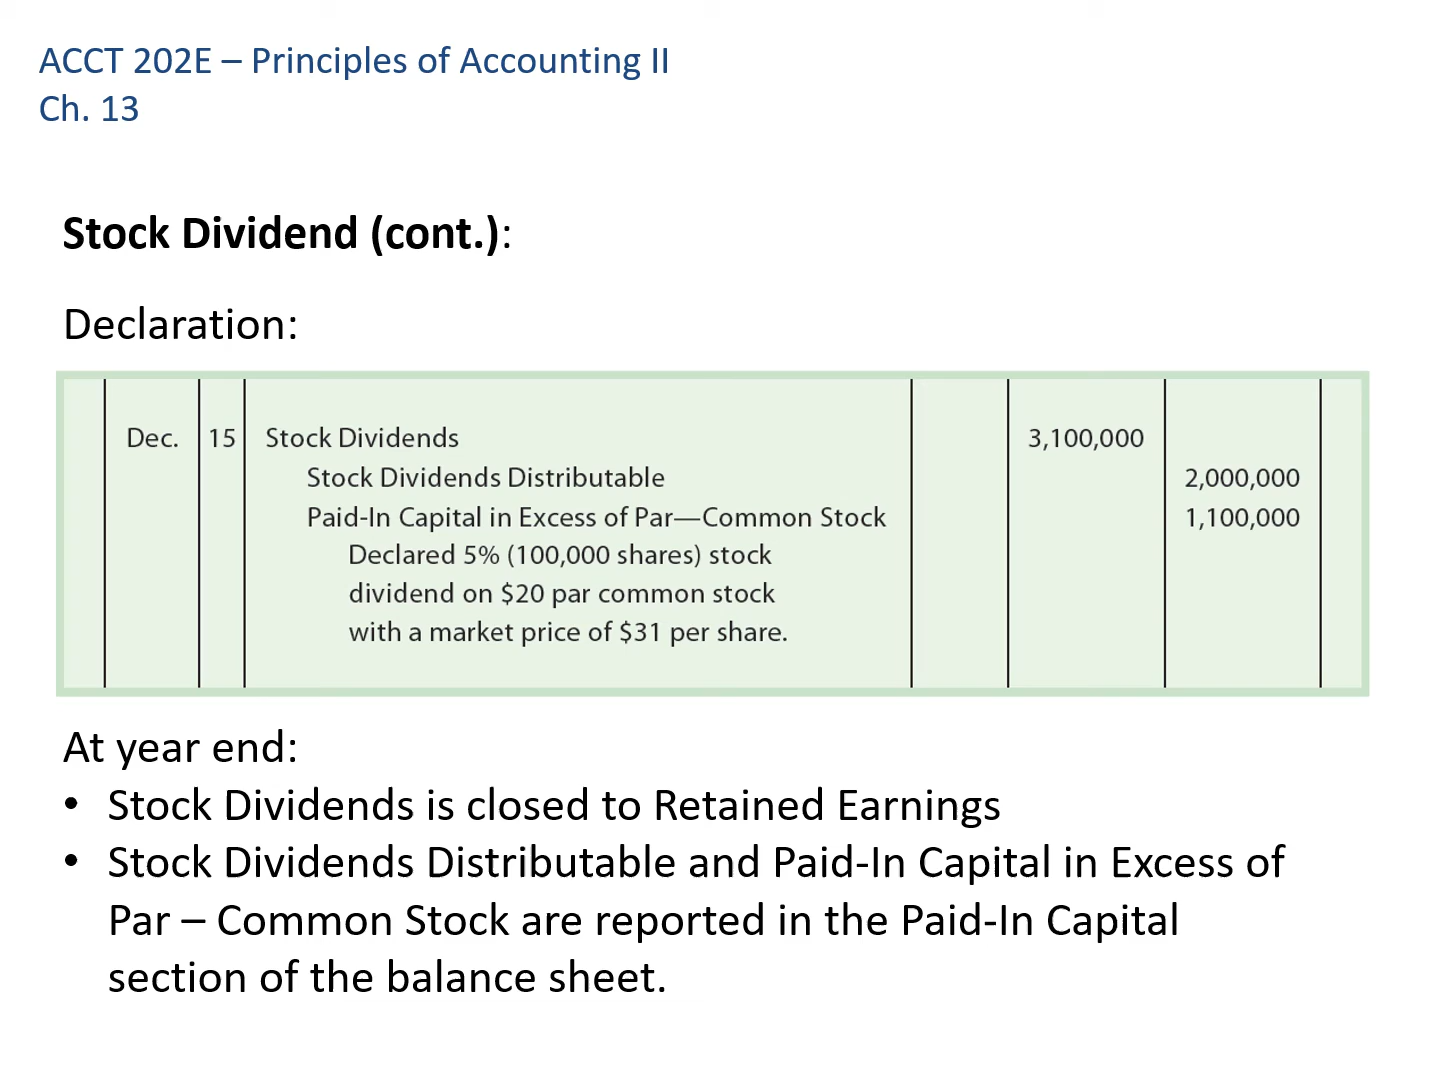 ACCT 202E – Principles of Accounting II
Ch. 13
Stock Dividend (cont.):
Declaration:
Dec. 15 Stock Dividends 3,100,000
Stock Dividends Distributable 2,000,000
Paid-In Capital in Excess of Par—Common Stock 1,100,000
Declared 5% (100,000 shares) stock
dividend on $20 par common stock
with a market price of $31 per share.
At year end:
• Stock Dividends is closed to Retained Earnings
• Stock Dividends Distributable and Paid-In Capital in Excess of
Par – Common Stock are reported in the Paid-In Capital
section of the balance sheet.